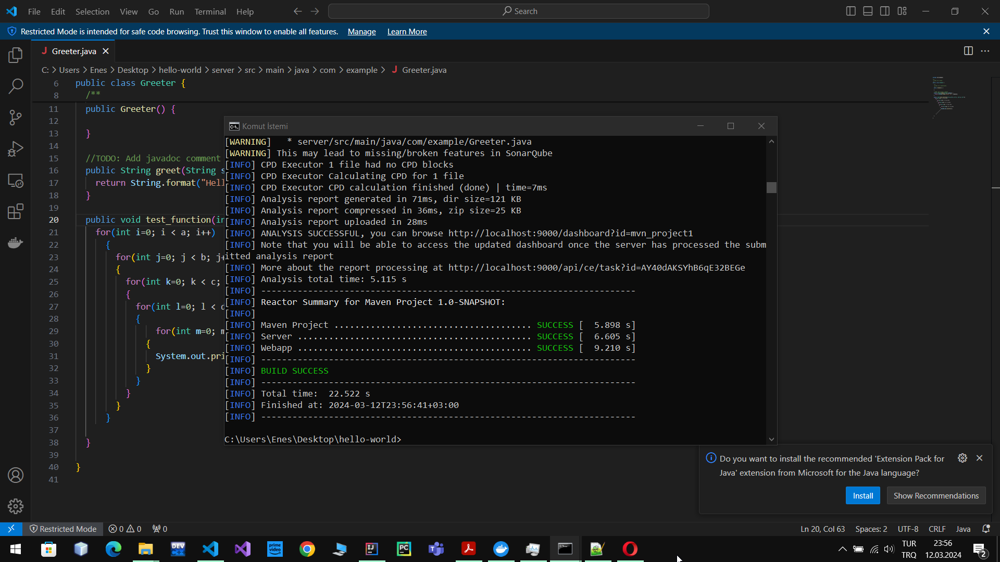 File Edit Selection View Go Run Terminal Help
Search
Restricted Mode is intended for safe code browsing. Trust this window to enable all features. Manage Learn More
J Greeter.java
C: > Users > Enes > Desktop > hello-world > server > src > main > java > com > example > J Greeter.java
6 public class Greeter {
8 /**
11 public Greeter() {
12
13 }
14
15 //TODO: Add javadoc comment
16 public String greet(String s
17 return String.format("Hell
18 }
19
20 public void test_function(in
21 for(int i=0; i < a; i++)
22 {
23 for(int j=0; j < b; j+
24 {
25 for(int k=0; k < c;
26 {
27 for(int l=0; l < d
28 {
29 for(int m=0; m
30 {
31 System.out.pri
32 }
33 }
34 }
35 }
36 }
37
38 }
39
40 }
41
Komut İstemi
[WARNING]   * server/src/main/java/com/example/Greeter.java
[WARNING] This may lead to missing/broken features in SonarQube
[INFO] CPD Executor 1 file had no CPD blocks
[INFO] CPD Executor Calculating CPD for 1 file
[INFO] CPD Executor CPD calculation finished (done) | time=7ms
[INFO] Analysis report generated in 71ms, dir size=121 KB
[INFO] Analysis report compressed in 36ms, zip size=25 KB
[INFO] Analysis report uploaded in 28ms
[INFO] ANALYSIS SUCCESSFUL, you can browse http://localhost:9000/dashboard?id=mvn_project1
[INFO] Note that you will be able to access the updated dashboard once the server has processed the subm
itted analysis report
[INFO] More about the report processing at http://localhost:9000/api/ce/task?id=AY40dAKSYhB6qE32BEGe
[INFO] Analysis total time: 5.115 s
[INFO] ------------------------------------------------------------------------
[INFO] Reactor Summary for Maven Project 1.0-SNAPSHOT:
[INFO]
[INFO] Maven Project ...................................... SUCCESS [  5.898 s]
[INFO] Server ............................................. SUCCESS [  6.605 s]
[INFO] Webapp ............................................. SUCCESS [  9.210 s]
[INFO] ------------------------------------------------------------------------
[INFO] BUILD SUCCESS
[INFO] ------------------------------------------------------------------------
[INFO] Total time:  22.522 s
[INFO] Finished at: 2024-03-12T23:56:41+03:00
[INFO] ------------------------------------------------------------------------
C:\Users\Enes\Desktop\hello-world>
Do you want to install the recommended 'Extension Pack for
Java' extension from Microsoft for the Java language?
Install Show Recommendations
Restricted Mode 0 0 0
Ln 20, Col 63 Spaces: 2 UTF-8 CRLF Java
DEV
prime video
IJ
PC
T
TUR
TRQ
23:56
12.03.2024
2